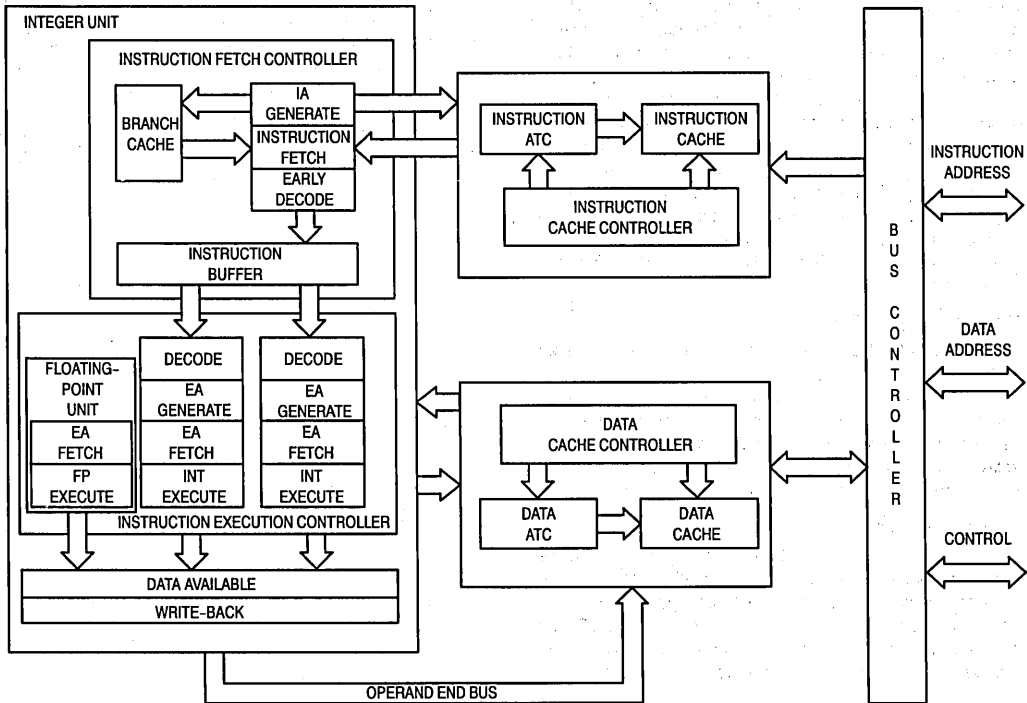 INTEGER UNIT
INSTRUCTION FETCH CONTROLLER
BRANCH
CACHE
IA
GENERATE
INSTRUCTION
FETCH
EARLY
DECODE
INSTRUCTION
BUFFER
INSTRUCTION
ATC
INSTRUCTION
CACHE
INSTRUCTION
CACHE CONTROLLER
FLOATING-
POINT
UNIT
EA
FETCH
FP
EXECUTE
DECODE
EA
GENERATE
EA
FETCH
INT
EXECUTE
DECODE
EA
GENERATE
EA
FETCH
INT
EXECUTE
INSTRUCTION EXECUTION CONTROLLER
DATA AVAILABLE
WRITE-BACK
DATA
CACHE CONTROLLER
DATA
ATC
DATA
CACHE
OPERAND END BUS
BUS CONTROLLER
INSTRUCTION
ADDRESS
DATA
ADDRESS
CONTROL